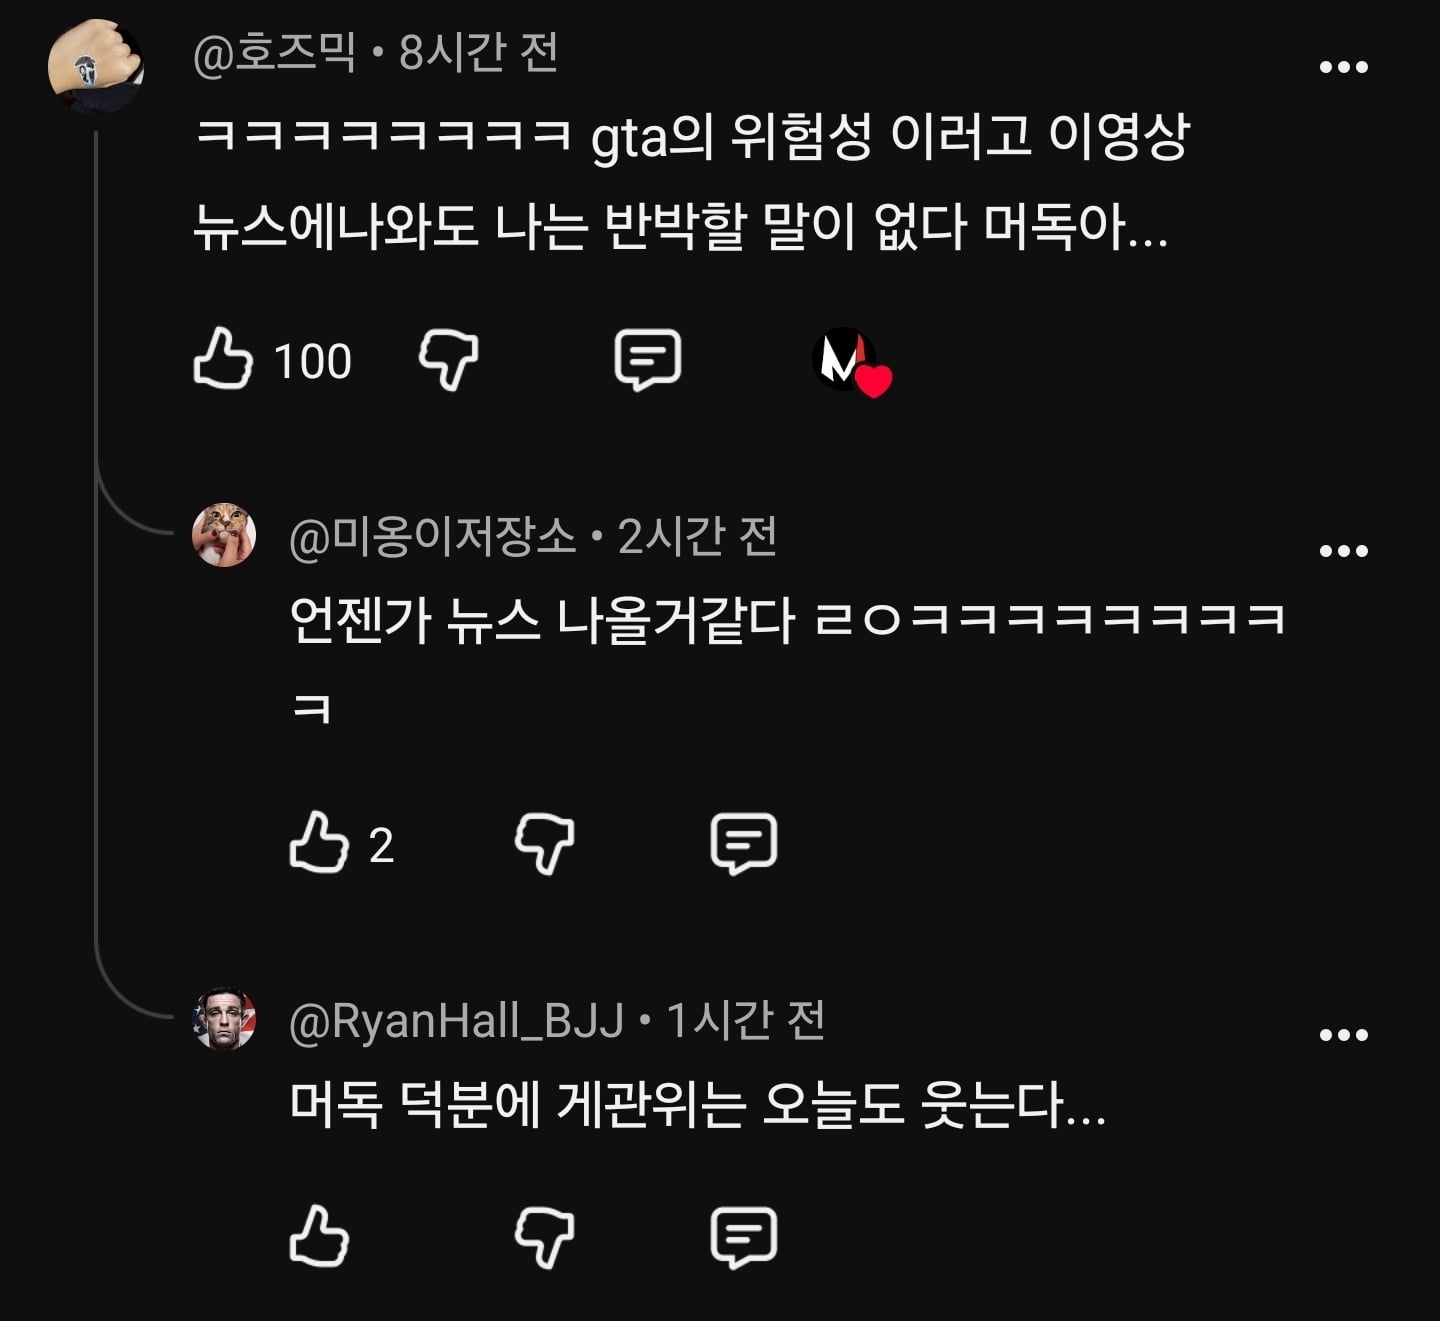 @호즈믹 • 8시간 전
ㅋㅋㅋㅋㅋㅋㅋㅋ gta의 위험성 이러고 이영상
뉴스에나와도 나는 반박할 말이 없다 머독아...
100
@미옹이저장소 • 2시간 전
언젠가 뉴스 나올거같다 ㄹㅇㅋㅋㅋㅋㅋㅋㅋㅋ
ㅋ
2
@RyanHall_BJJ • 1시간 전
머독 덕분에 게관위는 오늘도 웃는다...